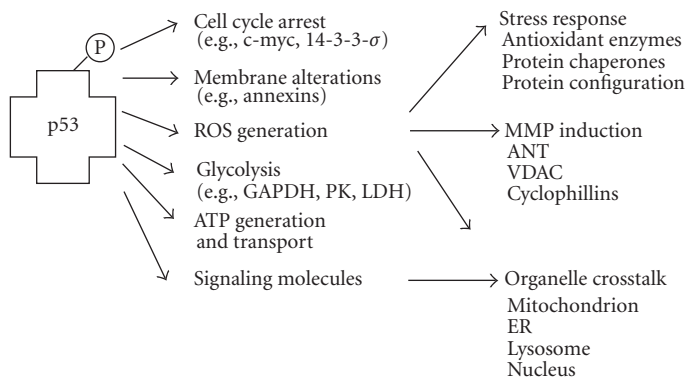 P
p53
Cell cycle arrest
(e.g., c-myc, 14-3-3-σ)
Membrane alterations
(e.g., annexins)
ROS generation
Glycolysis
(e.g., GAPDH, PK, LDH)
ATP generation
and transport
Signaling molecules
Stress response
Antioxidant enzymes
Protein chaperones
Protein configuration
MMP induction
ANT
VDAC
Cyclophillins
Organelle crosstalk
Mitochondrion
ER
Lysosome
Nucleus